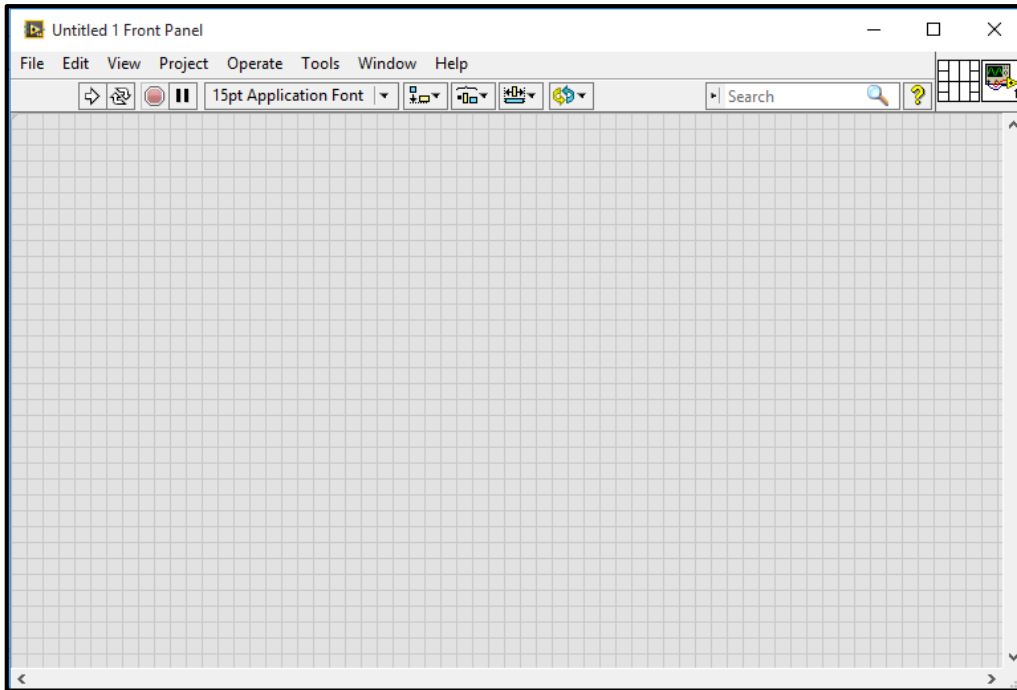 Untitled 1 Front Panel
File Edit View Project Operate Tools Window Help
15pt Application Font Search ?